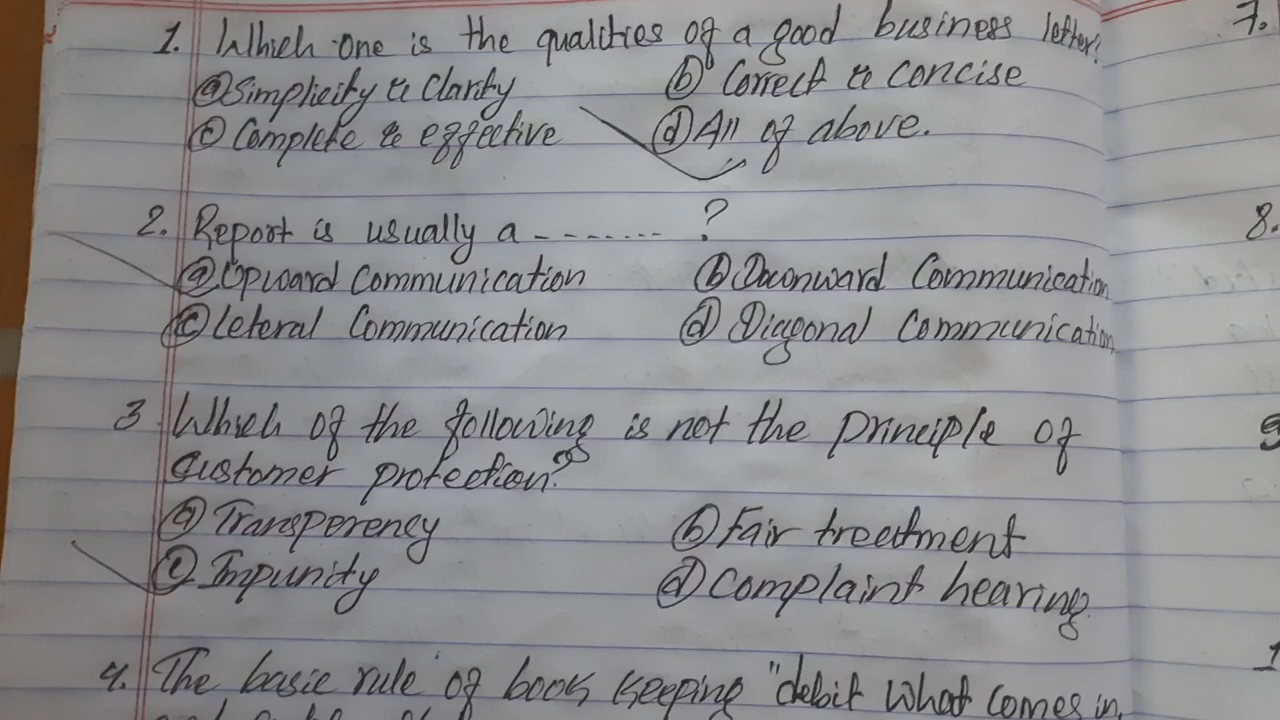 1. Which one is the qualities of a good business letter?
ⓐ Simplicity & Clarity ⓑ Correct & Concise
ⓒ Complete & effective ⓓ All of above.
2. Report is usually a - - - - - - - ?
ⓐ Upward Communication ⓑ Downward Communication
ⓒ Leteral Communication ⓓ Diagonal Communication
3. Which of the following is not the principle of
Customer protection?
ⓐ Transperency ⓑ Fair treetment
ⓒ Impunity ⓓ Complaint hearing
4. The basic rule of book keeping "debit what comes in,
7.
8.
9
1